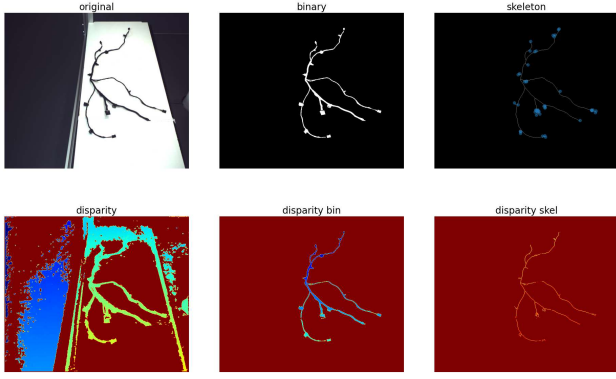 original
binary
skeleton
disparity
disparity bin
disparity skel